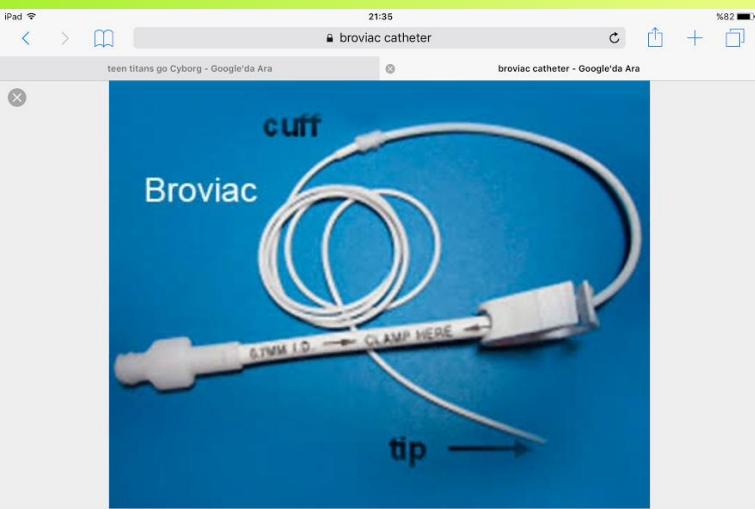 iPad
21:35
%82
broviac catheter
teen titans go Cyborg - Google'da Ara
broviac catheter - Google'da Ara
cuff
Broviac
0.7MM I.D. → CLAMP HERE ←
tip